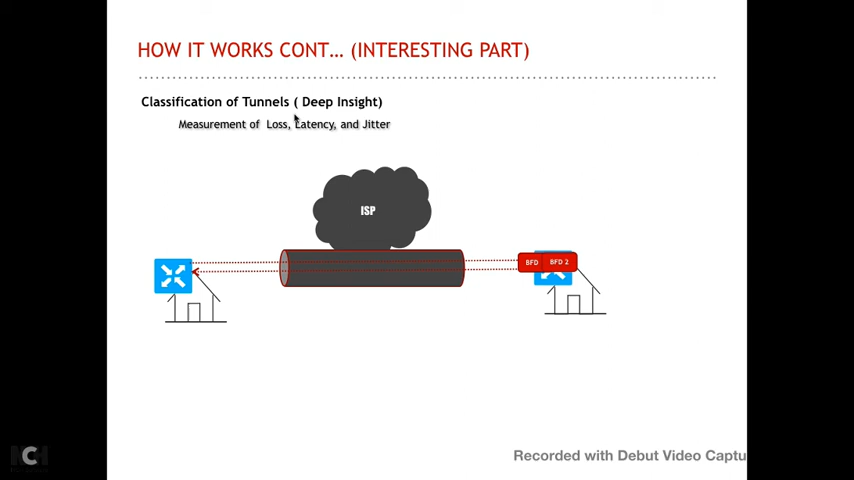 HOW IT WORKS CONT... (INTERESTING PART)
Classification of Tunnels ( Deep Insight)
Measurement of Loss, Latency, and Jitter
ISP
BFD
BFD 2
Recorded with Debut Video Captu